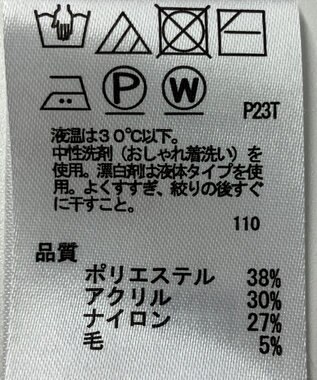 P W
P23T
液温は30℃以下。
中性洗剤（おしゃれ着洗い）を
使用。漂白剤は液体タイプを使
用。よくすすぎ、絞りの後すぐ
に干すこと。
110
品質
ポリエステル 38%
アクリル 30%
ナイロン 27%
毛 5%